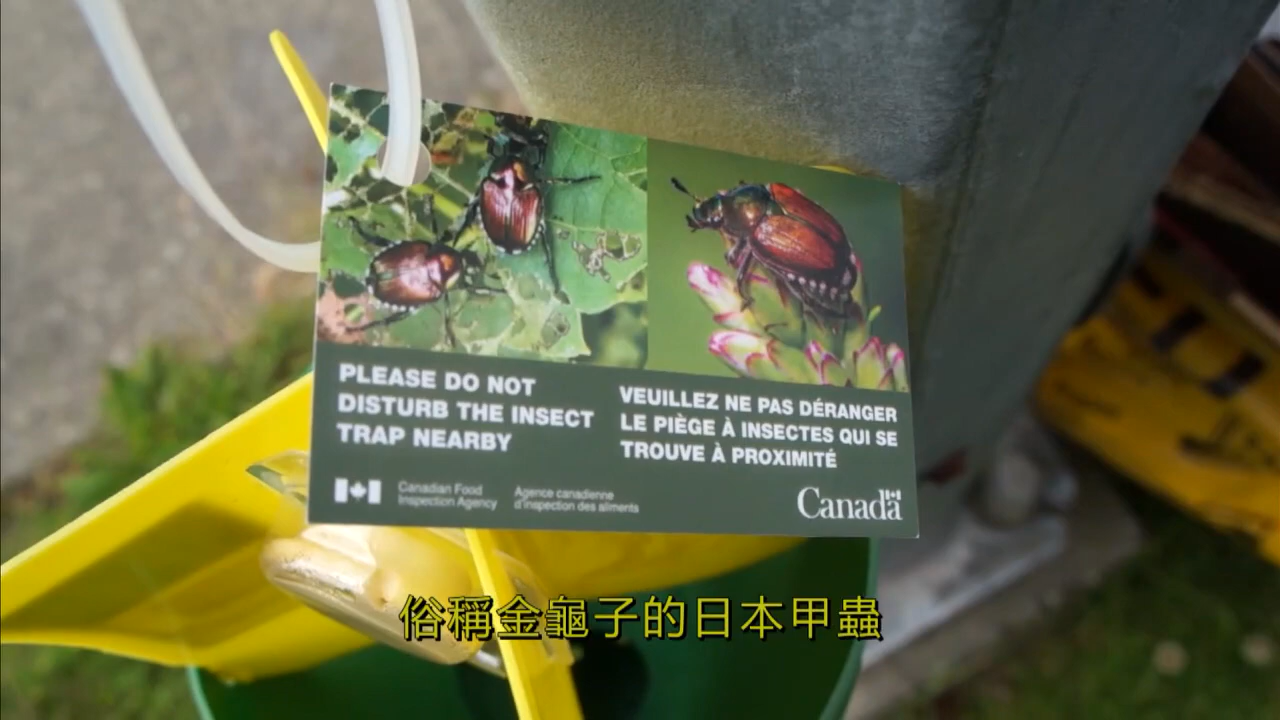 PLEASE DO NOT
DISTURB THE INSECT
TRAP NEARBY
VEUILLEZ NE PAS DÉRANGER
LE PIÈGE À INSECTES QUI SE
TROUVE À PROXIMITÉ
Canadian Food
Inspection Agency
Agence canadienne
d'inspection des aliments
Canada
俗稱金龜子的日本甲蟲